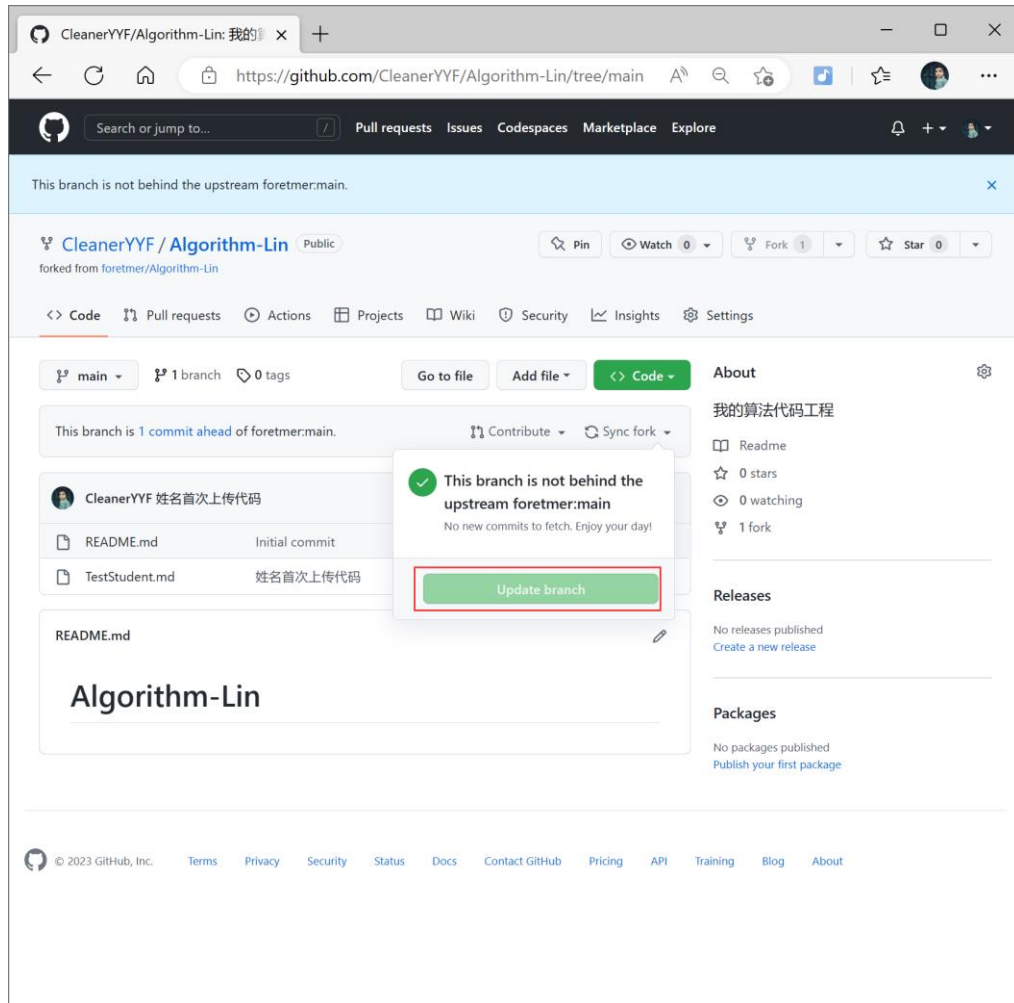 CleanerYYF/Algorithm-Lin: 我的
https://github.com/CleanerYYF/Algorithm-Lin/tree/main
Search or jump to... / Pull requests Issues Codespaces Marketplace Explore
This branch is not behind the upstream foretmer:main.
CleanerYYF / Algorithm-Lin Public Pin Watch 0 Fork 1 Star 0
forked from foretmer/Algorithm-Lin
<> Code Pull requests Actions Projects Wiki Security Insights Settings
main 1 branch 0 tags Go to file Add file <> Code
This branch is 1 commit ahead of foretmer:main. Contribute Sync fork
This branch is not behind the
upstream foretmer:main
No new commits to fetch. Enjoy your day!
Update branch
CleanerYYF 姓名首次上传代码
README.md Initial commit
TestStudent.md 姓名首次上传代码
README.md
Algorithm-Lin
About
我的算法代码工程
Readme
0 stars
0 watching
1 fork
Releases
No releases published
Create a new release
Packages
No packages published
Publish your first package
© 2023 GitHub, Inc. Terms Privacy Security Status Docs Contact GitHub Pricing API Training Blog About